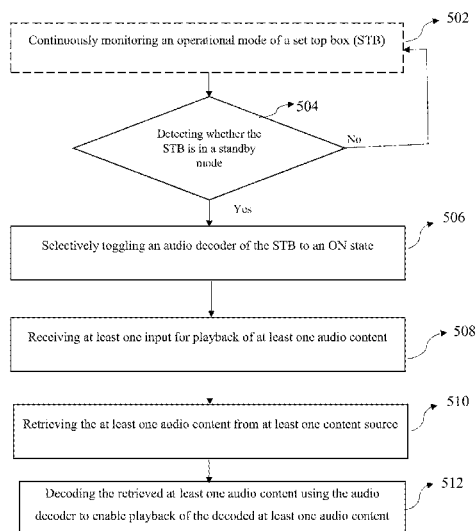 502
Continuously monitoring an operational mode of a set top box (STB)
504
Detecting whether the
STB is in a standby
mode
No
Yes
506
Selectively toggling an audio decoder of the STB to an ON state
Receiving at least one input for playback of at least one audio content
508
510
Retrieving the at least one audio content from at least one content source
512
Decoding the retrieved at least one audio content using the audio
decoder to enable playback of the decoded at least one audio content